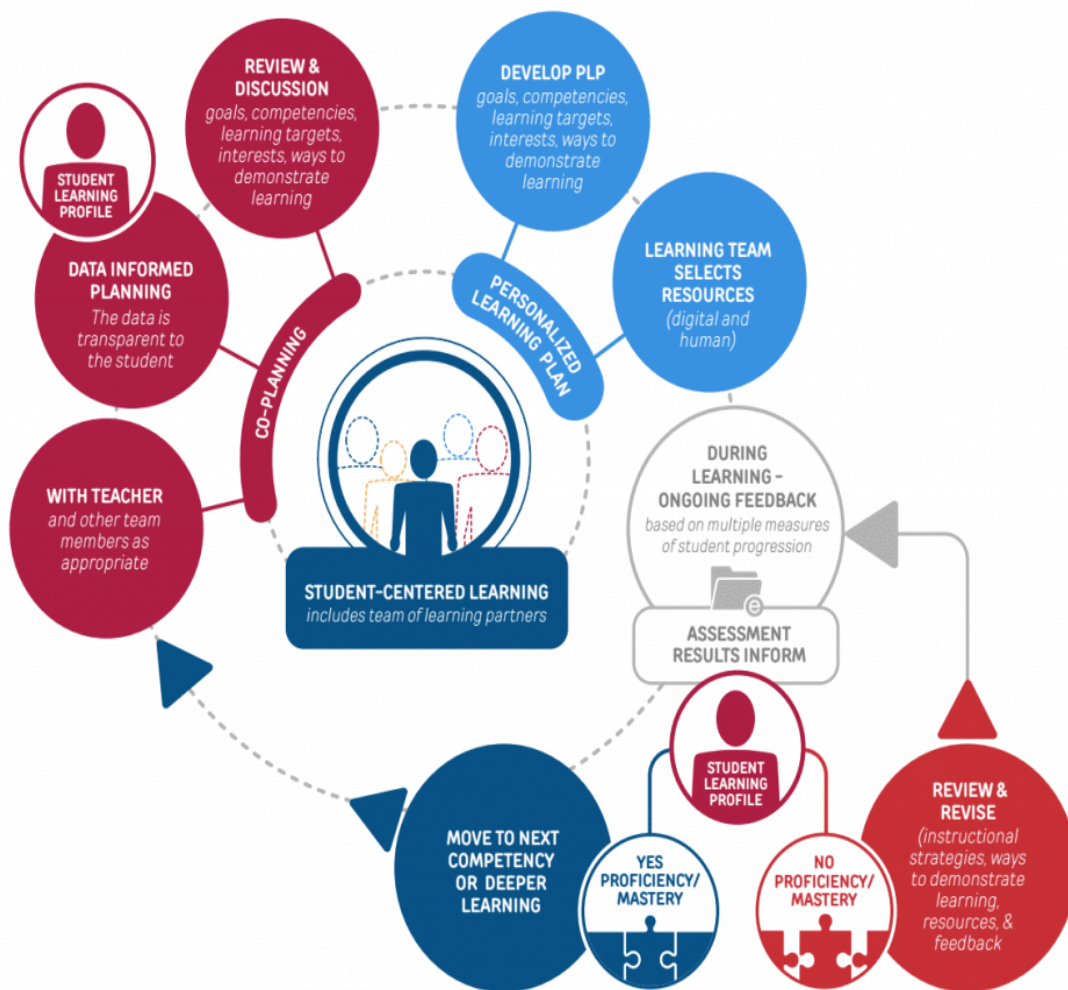 REVIEW &
DISCUSSION
goals, competencies,
learning targets,
interests, ways to
demonstrate
learning
DEVELOP PLP
goals, competencies,
learning targets,
interests, ways to
demonstrate
learning
STUDENT
LEARNING
PROFILE
DATA INFORMED
PLANNING
The data is
transparent to
the student
LEARNING TEAM
SELECTS
RESOURCES
(digital and
human)
CO-PLANNING
PERSONALIZED
LEARNING PLAN
WITH TEACHER
and other team
members as
appropriate
DURING
LEARNING -
ONGOING FEEDBACK
based on multiple measures
of student progression
e
ASSESSMENT
RESULTS INFORM
STUDENT-CENTERED LEARNING
includes team of learning partners
STUDENT
LEARNING
PROFILE
MOVE TO NEXT
COMPETENCY
OR DEEPER
LEARNING
YES
PROFICIENCY/
MASTERY
NO
PROFICIENCY/
MASTERY
REVIEW &
REVISE
(instructional
strategies, ways
to demonstrate
learning,
resources, &
feedback